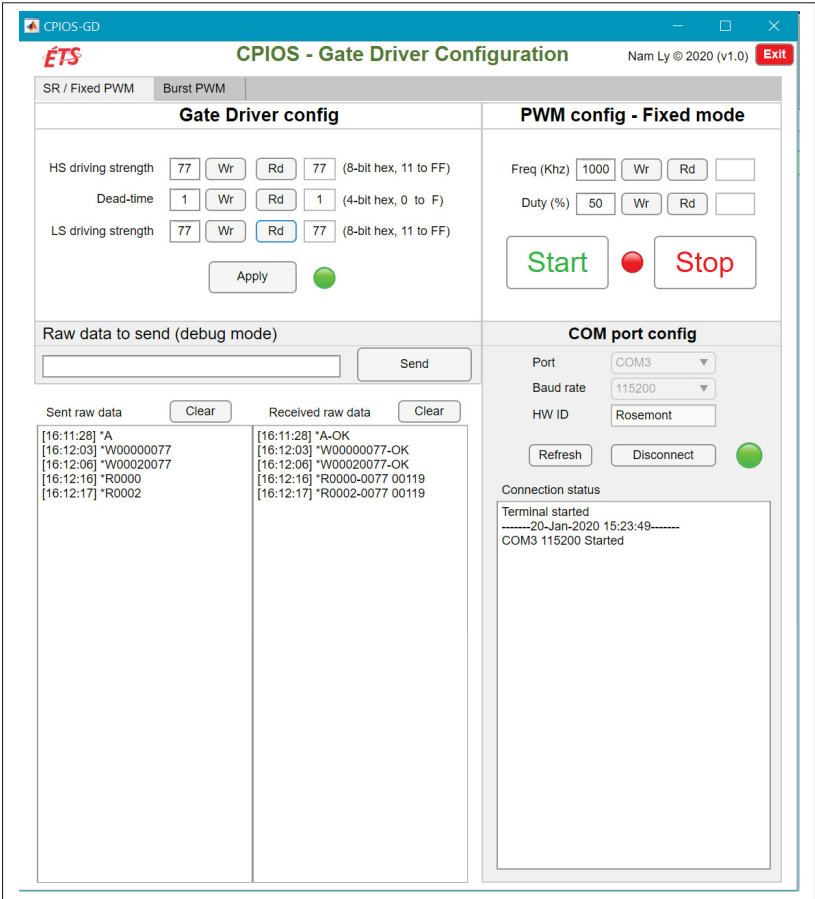 CPIOS-GD
ÉTS CPIOS - Gate Driver Configuration Nam Ly © 2020 (v1.0) Exit
SR / Fixed PWM Burst PWM
Gate Driver config
HS driving strength 77 Wr Rd 77 (8-bit hex, 11 to FF)
Dead-time 1 Wr Rd 1 (4-bit hex, 0 to F)
LS driving strength 77 Wr Rd 77 (8-bit hex, 11 to FF)
Apply
PWM config - Fixed mode
Freq (Khz) 1000 Wr Rd
Duty (%) 50 Wr Rd
Start Stop
Raw data to send (debug mode)
Send
Sent raw data Clear
[16:11:28] *A
[16:12:03] *W00000077
[16:12:06] *W00020077
[16:12:16] *R0000
[16:12:17] *R0002
Received raw data Clear
[16:11:28] *A-OK
[16:12:03] *W00000077-OK
[16:12:06] *W00020077-OK
[16:12:16] *R0000-0077 00119
[16:12:17] *R0002-0077 00119
COM port config
Port COM3
Baud rate 115200
HW ID Rosemont
Refresh Disconnect
Connection status
Terminal started
-------20-Jan-2020 15:23:49-------
COM3 115200 Started